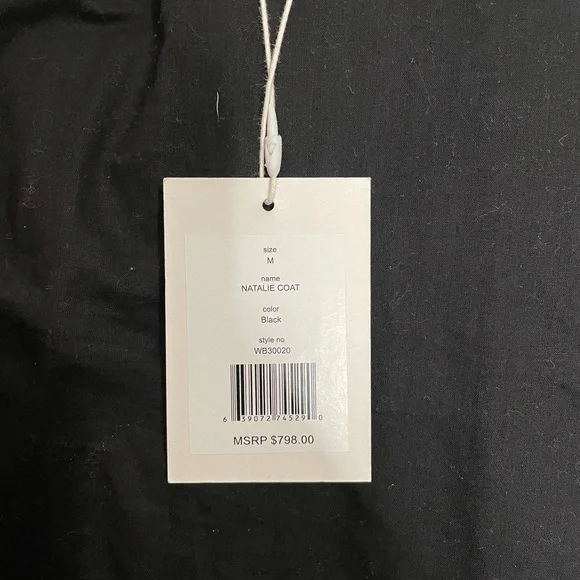 size
M
name
NATALIE COAT
color
Black
style no
WB30020
6 39072 74529 0
MSRP $798.00